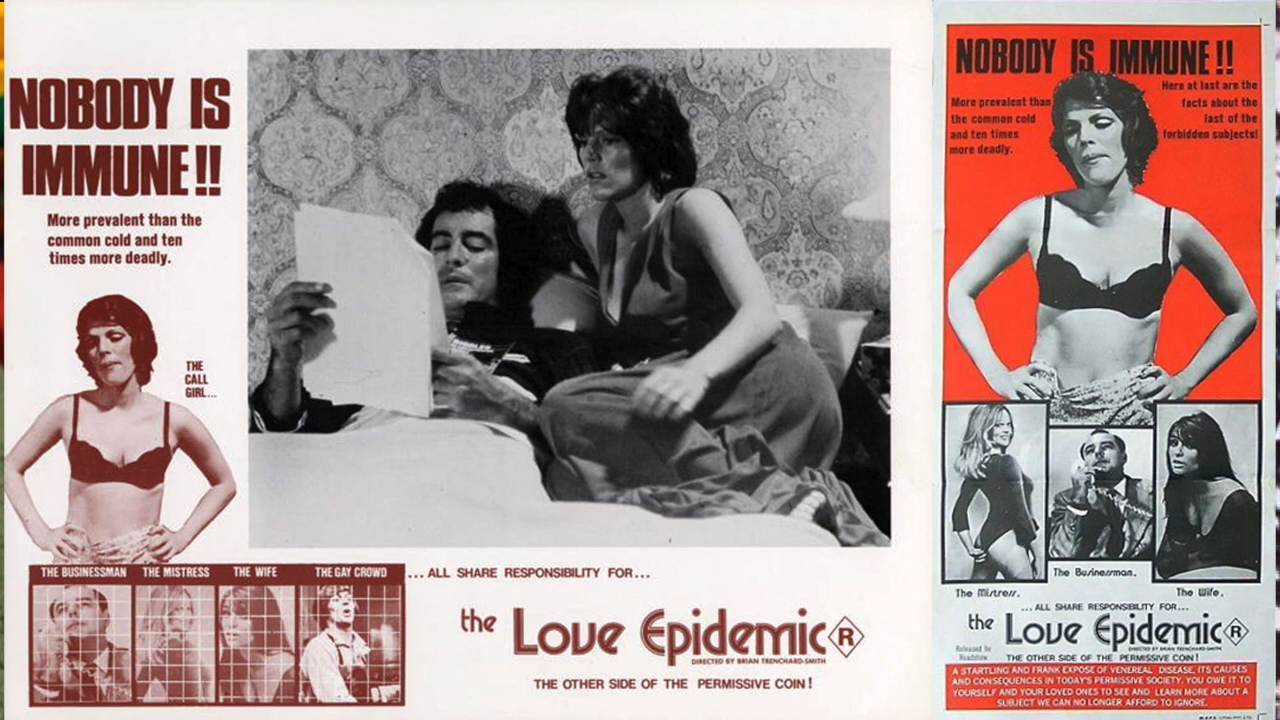 NOBODY IS
IMMUNE!!
More prevalent than the
common cold and ten
times more deadly.
THE
CALL
GIRL...
THE BUSINESSMAN THE MISTRESS THE WIFE THE GAY CROWD
...ALL SHARE RESPONSIBILITY FOR...
the Love Epidemic R
DIRECTED BY BRIAN TRENCHARD-SMITH
THE OTHER SIDE OF THE PERMISSIVE COIN!
NOBODY IS IMMUNE!!
More prevalent than
the common cold
and ten times
more deadly.
Here at last are the
facts about the
last of the
forbidden subjects!
The Businessman.
The Mistress.
The Wife.
...ALL SHARE RESPONSIBILITY FOR...
the Love Epidemic R
DIRECTED BY BRIAN TRENCHARD-SMITH
Released by
Roadshow
THE OTHER SIDE OF THE PERMISSIVE COIN!
A STARTLING AND FRANK EXPOSE OF VENEREAL DISEASE, ITS CAUSES
AND CONSEQUENCES IN TODAY'S PERMISSIVE SOCIETY. YOU OWE IT TO
YOURSELF AND YOUR LOVED ONES TO SEE AND LEARN MORE ABOUT A
SUBJECT WE CAN NO LONGER AFFORD TO IGNORE.